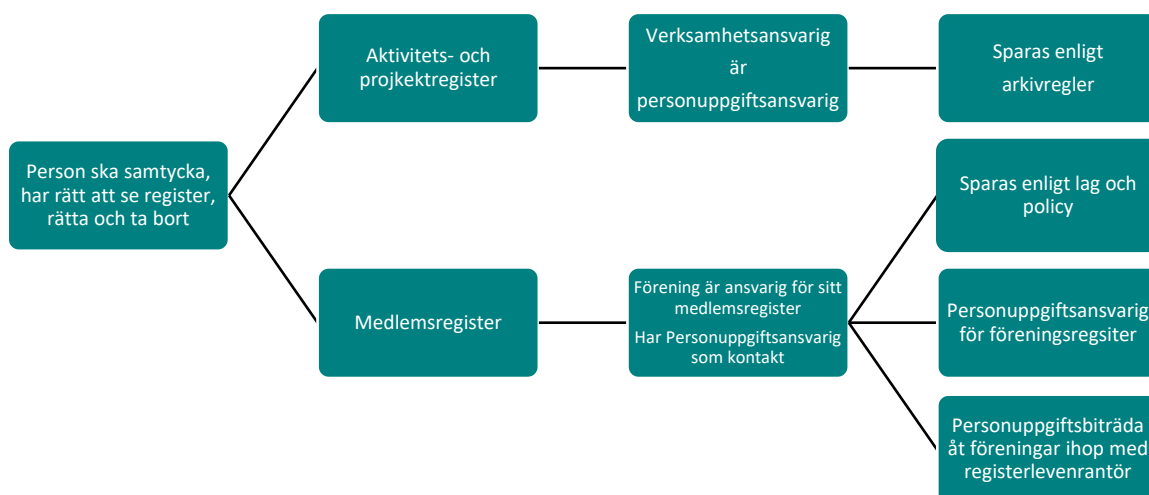 Person ska samtycka,
har rätt att se register,
rätta och ta bort
Aktivitets- och
projkektregister
Verksamhetsansvarig
är
personuppgiftsansvarig
Sparas enligt
arkivregler
Medlemsregister
Förening är ansvarig för sitt
medlemsregister
Har Personuppgiftsansvarig
som kontakt
Sparas enligt lag och
policy
Personuppgiftsansvarig
för föreningsregsiter
Personuppgiftsbiträda
åt föreningar ihop med
registerlevenrantör